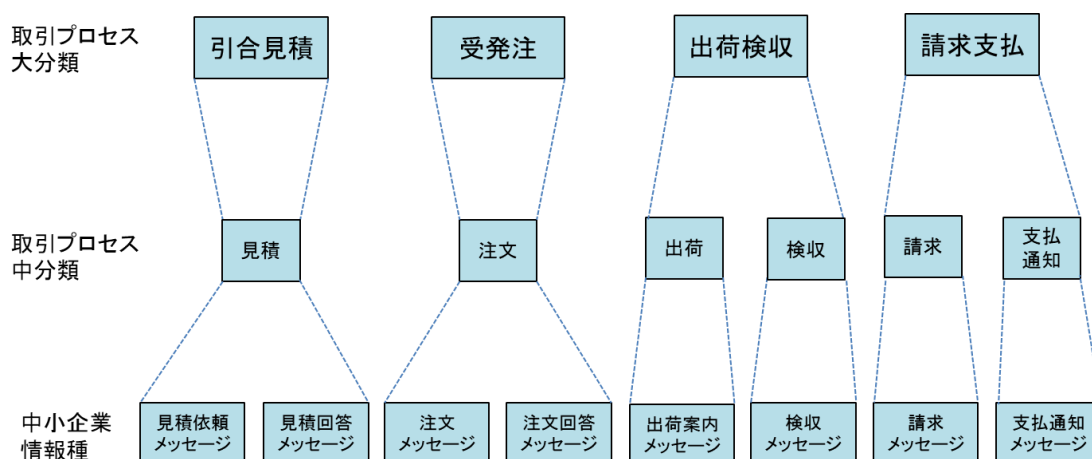 取引プロセス
大分類
引合見積
受発注
出荷検収
請求支払
取引プロセス
中分類
見積
注文
出荷
検収
請求
支払
通知
中小企業
情報種
見積依頼
メッセージ
見積回答
メッセージ
注文
メッセージ
注文回答
メッセージ
出荷案内
メッセージ
検収
メッセージ
請求
メッセージ
支払通知
メッセージ